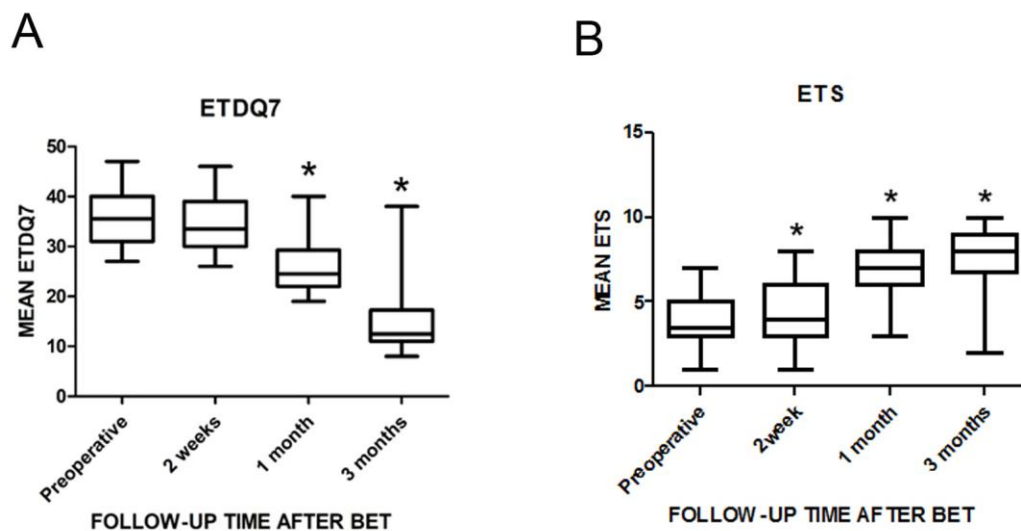 A
ETDQ7
50
40
30
20
10
0
MEAN ETDQ7
*
*
Preoperative
2 weeks
1 month
3 months
FOLLOW-UP TIME AFTER BET
B
ETS
15
10
5
0
MEAN ETS
*
*
*
Preoperative
2week
1 month
3 months
FOLLOW-UP TIME AFTER BET